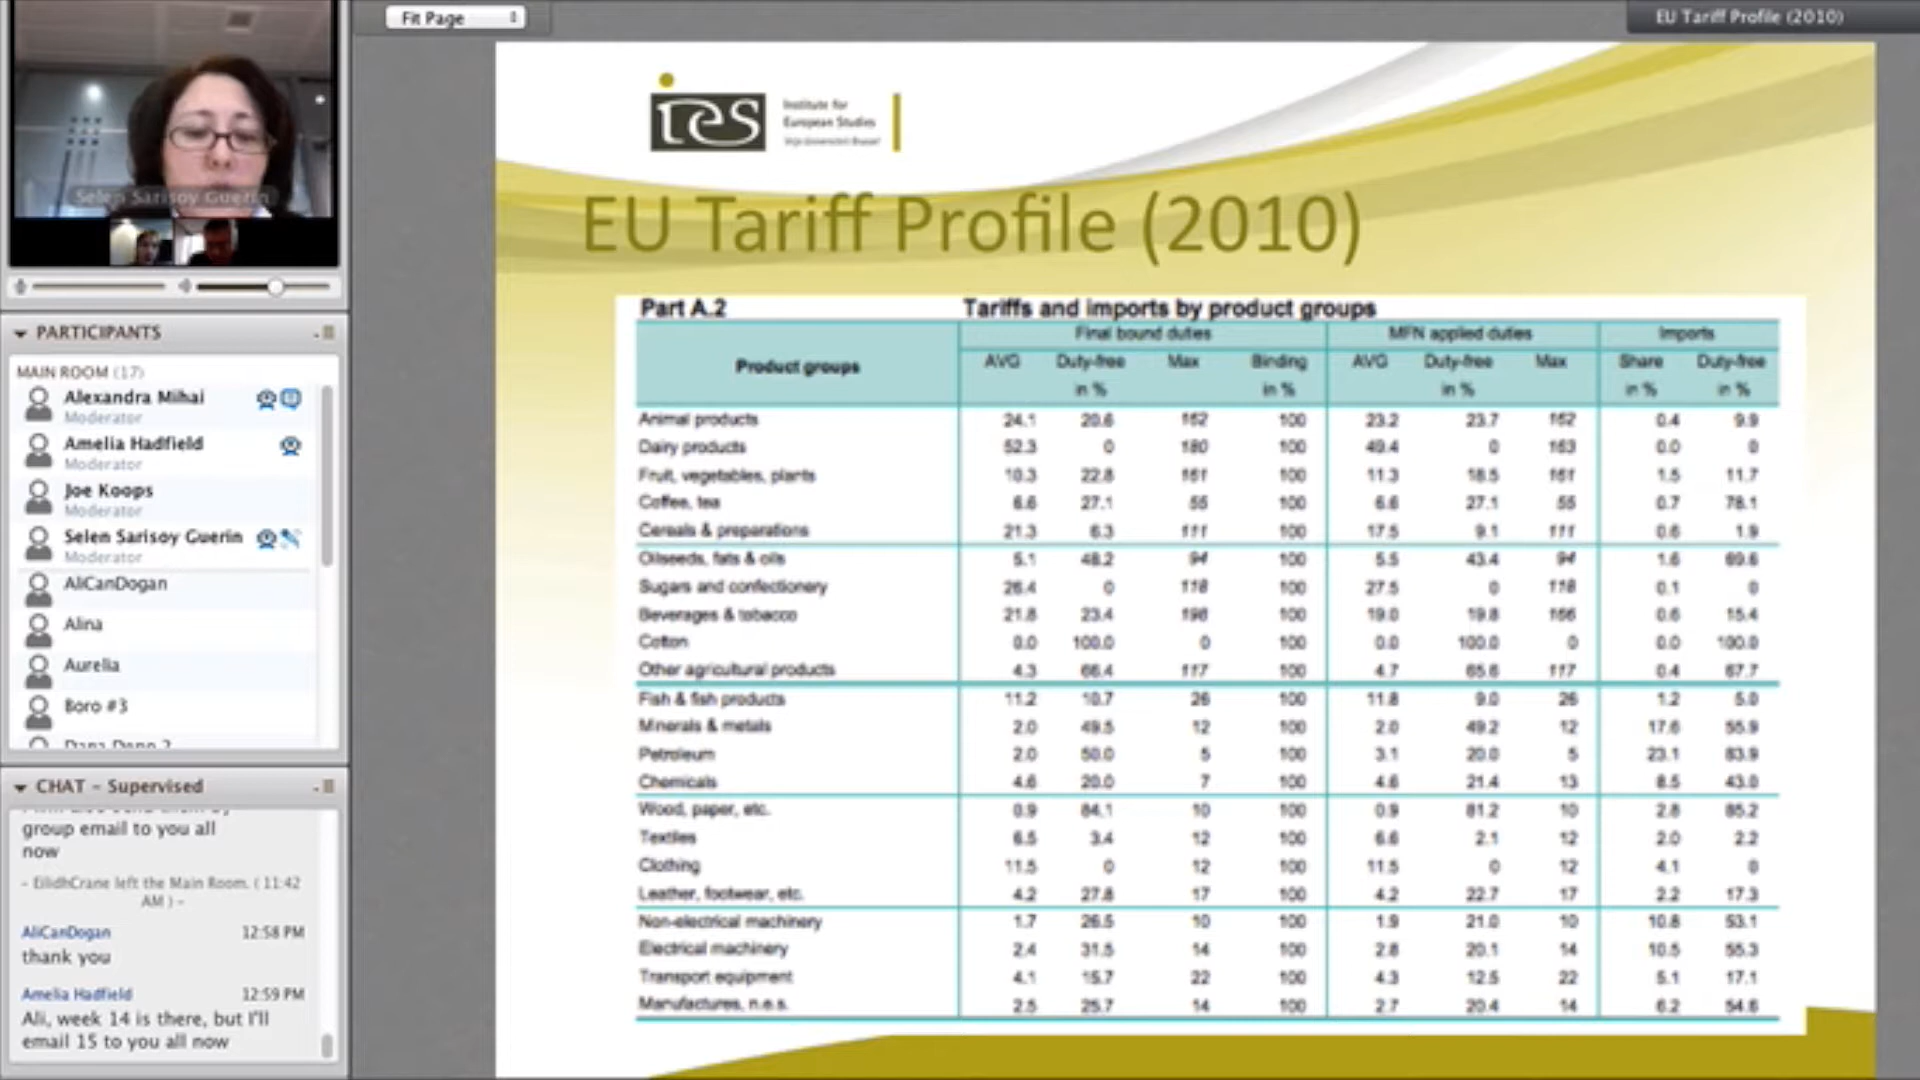 Fit Page
EU Tariff Profile (2010)
Selen Sarisoy Guerin
PARTICIPANTS
MAIN ROOM (17)
Alexandra Mihai
Moderator
Amelia Hadfield
Moderator
Joe Koops
Moderator
Selen Sarisoy Guerin
Moderator
AliCanDogan
Alina
Aurelia
Boro #3
CHAT - Supervised
group email to you all
now
- EilidhCrane left the Main Room. ( 11:42
AM ) -
AliCanDogan 12:58 PM
thank you
Amelia Hadfield 12:59 PM
Ali, week 14 is there, but I'll
email 15 to you all now
ies
Institute for
European Studies
Vrije Universiteit Brussel
EU Tariff Profile (2010)
Part A.2 Tariffs and imports by product groups
Product groups Final bound duties MFN applied duties Imports
AVG Duty-free Max Binding AVG Duty-free Max Share Duty-free
in % in % in % in % in %
Animal products 24.1 20.6 162 100 23.2 23.7 162 0.4 9.9
Dairy products 52.3 0 180 100 49.4 0 163 0.0 0
Fruit, vegetables, plants 10.3 22.8 161 100 11.3 18.5 161 1.5 11.7
Coffee, tea 6.6 27.1 55 100 6.6 27.1 55 0.7 78.1
Cereals & preparations 21.3 6.3 111 100 17.5 9.1 111 0.6 1.9
Oilseeds, fats & oils 5.1 48.2 94 100 5.5 43.4 94 1.6 69.6
Sugars and confectionery 26.4 0 118 100 27.5 0 118 0.1 0
Beverages & tobacco 21.8 23.4 198 100 19.0 19.8 166 0.6 15.4
Cotton 0.0 100.0 0 100 0.0 100.0 0 0.0 100.0
Other agricultural products 4.3 66.4 117 100 4.7 65.6 117 0.4 67.7
Fish & fish products 11.2 10.7 26 100 11.8 9.0 26 1.2 5.0
Minerals & metals 2.0 49.5 12 100 2.0 49.2 12 17.6 55.9
Petroleum 2.0 50.0 5 100 3.1 20.0 5 23.1 83.9
Chemicals 4.6 20.0 7 100 4.6 21.4 13 8.5 43.0
Wood, paper, etc. 0.9 84.1 10 100 0.9 81.2 10 2.8 85.2
Textiles 6.5 3.4 12 100 6.6 2.1 12 2.0 2.2
Clothing 11.5 0 12 100 11.5 0 12 4.1 0
Leather, footwear, etc. 4.2 27.8 17 100 4.2 22.7 17 2.2 17.3
Non-electrical machinery 1.7 26.5 10 100 1.9 21.0 10 10.8 53.1
Electrical machinery 2.4 31.5 14 100 2.8 20.1 14 10.5 55.3
Transport equipment 4.1 15.7 22 100 4.3 12.5 22 5.1 17.1
Manufactures, n.e.s. 2.5 25.7 14 100 2.7 20.4 14 6.2 54.6